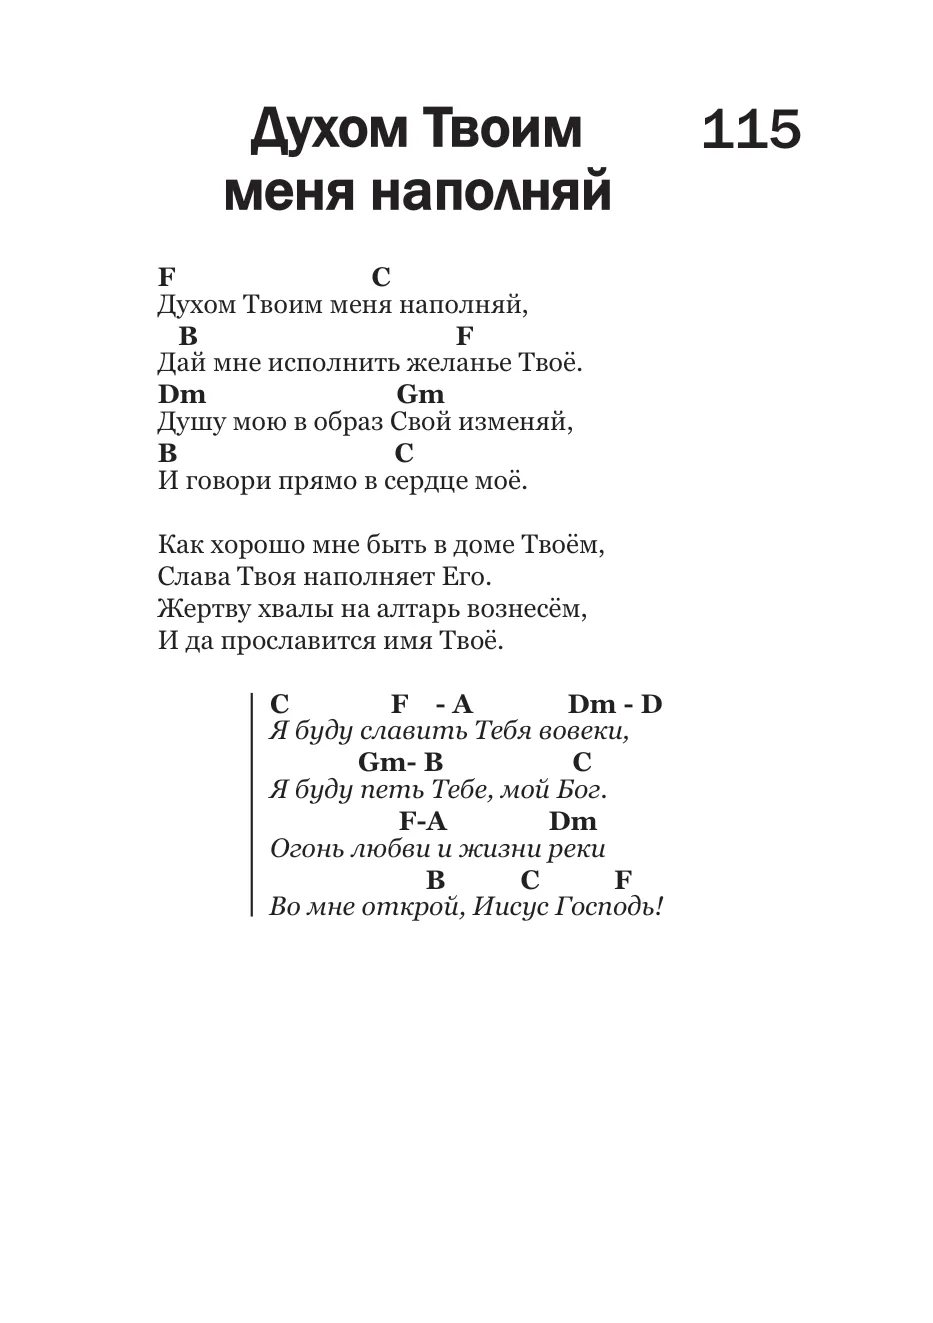 Духом Твоим 115
меня наполняй
F C
Духом Твоим меня наполняй,
B F
Дай мне исполнить желанье Твоё.
Dm Gm
Душу мою в образ Свой изменяй,
B C
И говори прямо в сердце моё.
Как хорошо мне быть в доме Твоём,
Слава Твоя наполняет Его.
Жертву хвалы на алтарь вознесём,
И да прославится имя Твоё.
C F - A Dm - D
Я буду славить Тебя вовеки,
Gm- B C
Я буду петь Тебе, мой Бог.
F-A Dm
Огонь любви и жизни реки
B C F
Во мне открой, Иисус Господь!